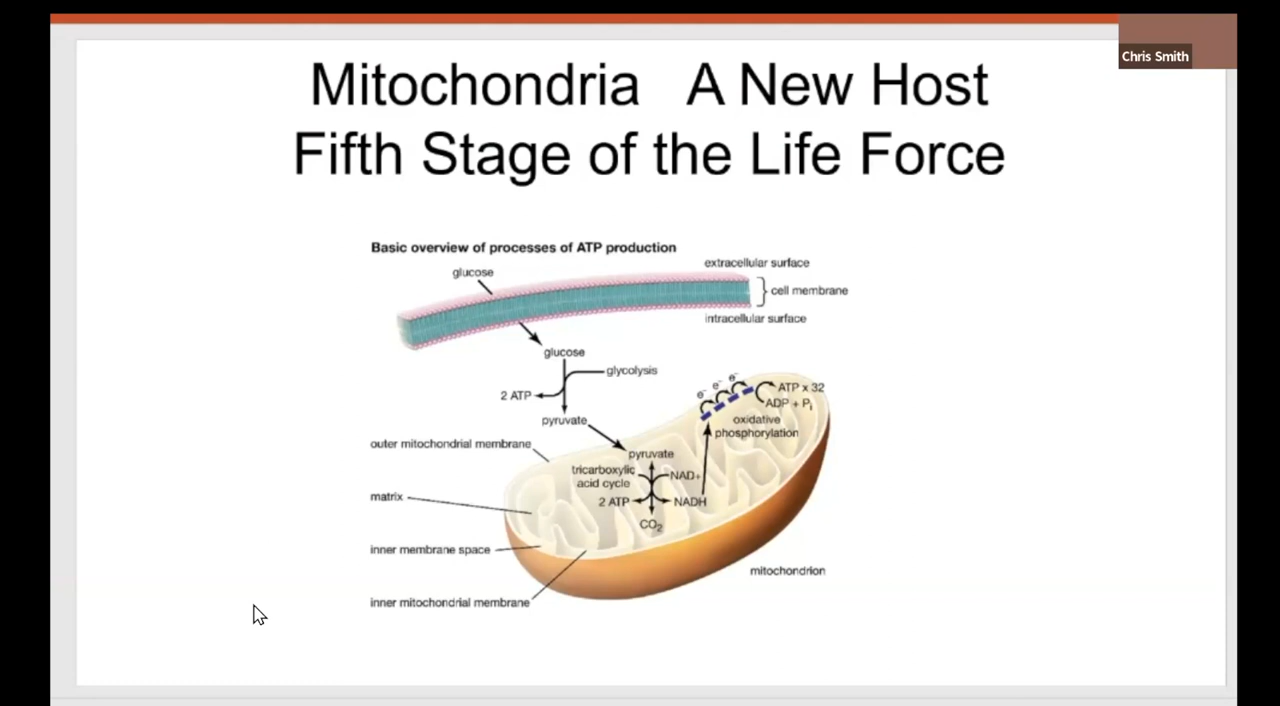 Chris Smith
Mitochondria A New Host
Fifth Stage of the Life Force
Basic overview of processes of ATP production
extracellular surface
glucose
cell membrane
intracellular surface
glucose
glycolysis
2 ATP
pyruvate
e⁻ e⁻ e⁻
ATP x 32
ADP + Pᵢ
oxidative
phosphorylation
outer mitochondrial membrane
pyruvate
tricarboxylic
acid cycle
NAD+
2 ATP
NADH
CO₂
matrix
inner membrane space
mitochondrion
inner mitochondrial membrane